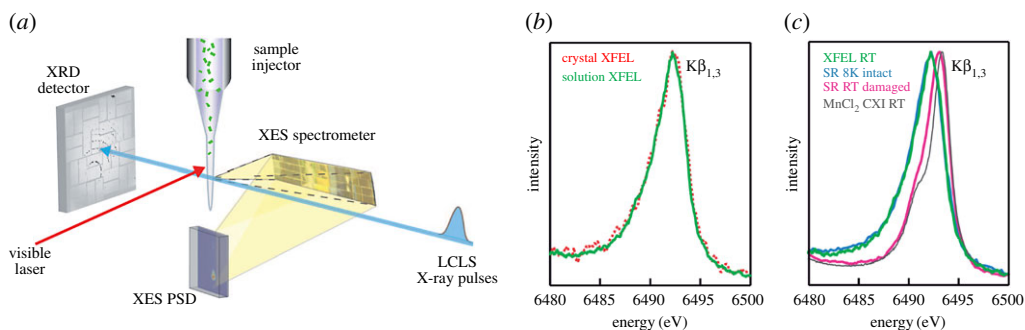 (a)
XRD
detector
sample
injector
XES spectrometer
visible
laser
XES PSD
LCLS
X-ray pulses
(b)
crystal XFEL
solution XFEL
Kβ1,3
intensity
6480 6485 6490 6495 6500
energy (eV)
(c)
XFEL RT
SR 8K intact
SR RT damaged
MnCl2 CXI RT
Kβ1,3
intensity
6480 6485 6490 6495 6500
energy (eV)